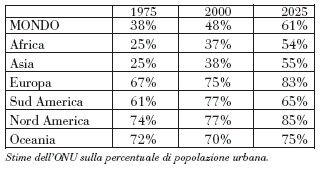 1975 2000 2025
MONDO 38% 48% 61%
Africa 25% 37% 54%
Asia 25% 38% 55%
Europa 67% 75% 83%
Sud America 61% 77% 65%
Nord America 74% 77% 85%
Oceania 72% 70% 75%
Stime dell'ONU sulla percentuale di popolazione urbana.